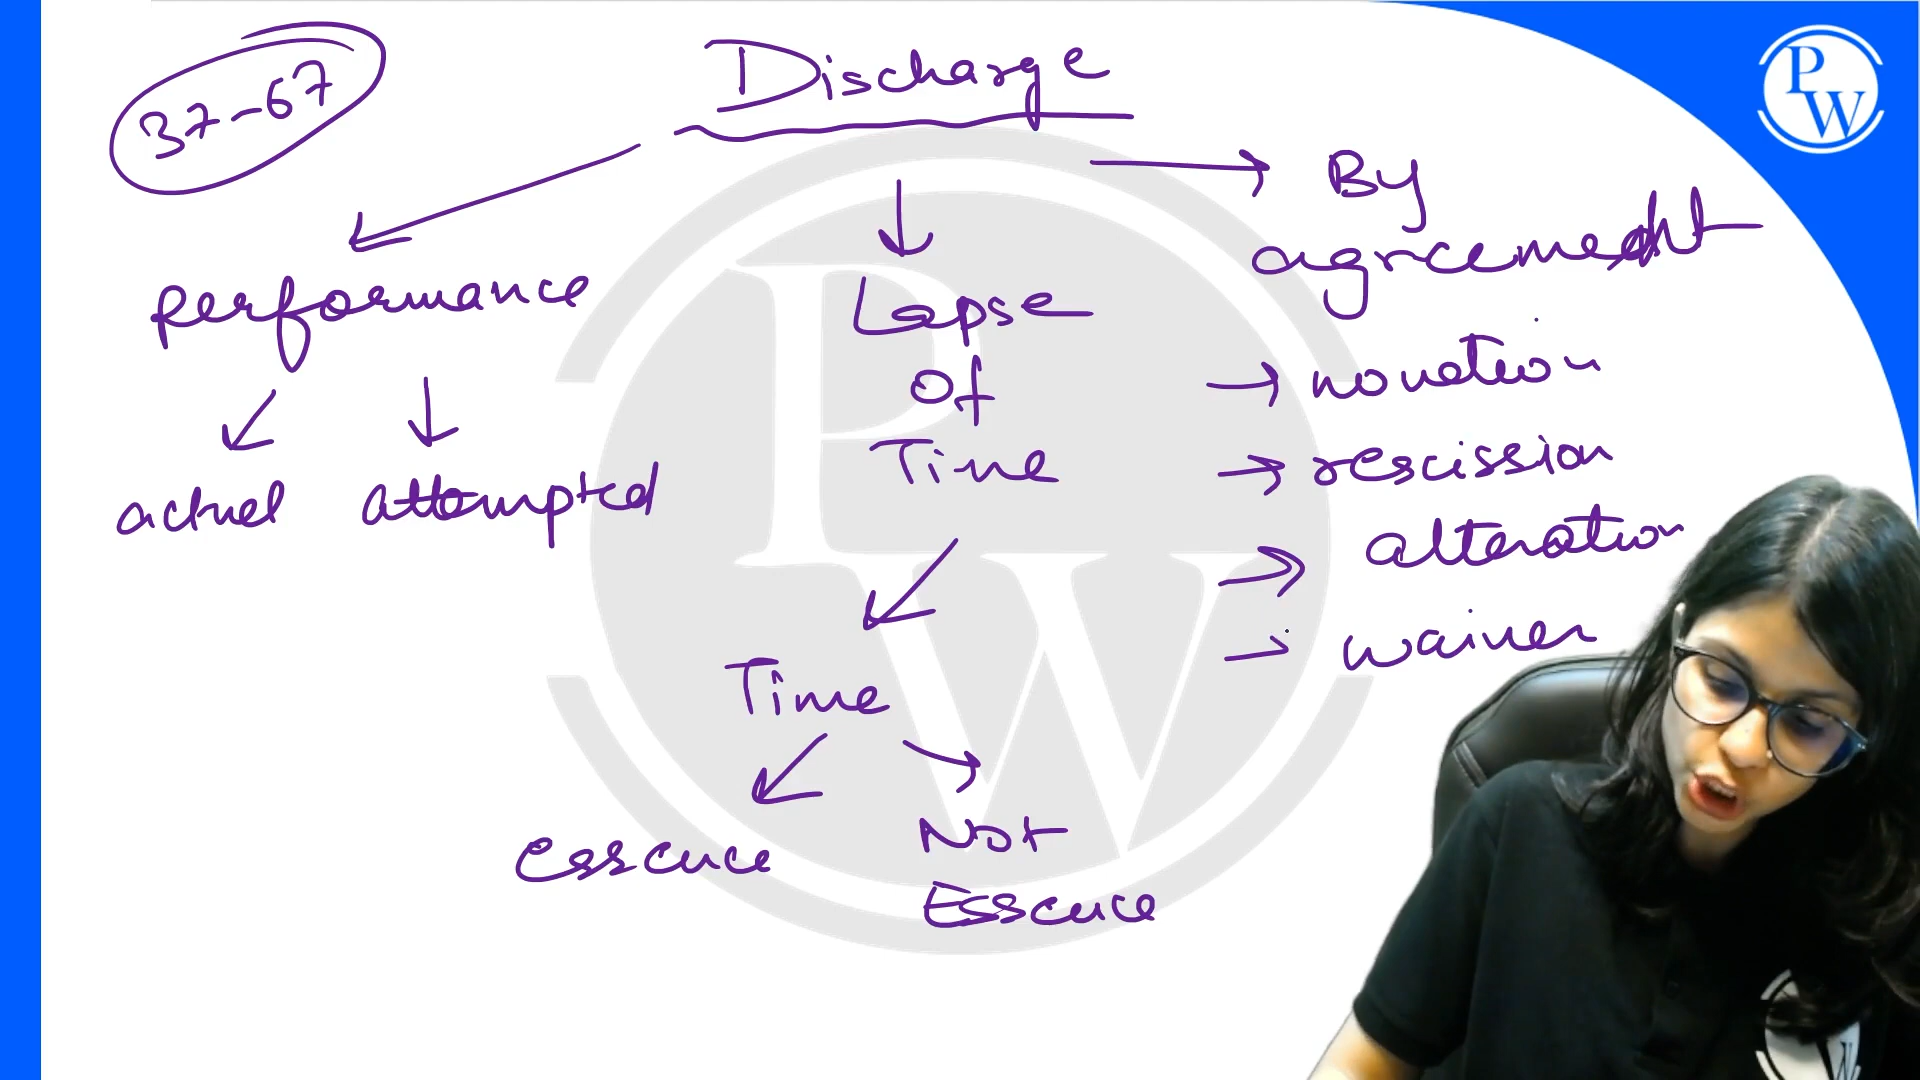 37-67
Discharge
PW
By
agreement
performance
Lapse
Of
Time
→ novation
→ rescission
→ alteration
→ waiver
actual attempted
Time
essence
Not
Essence